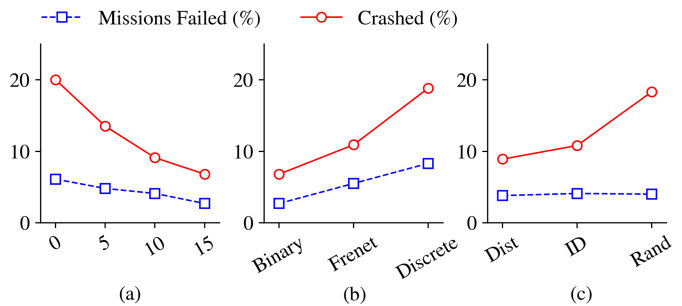 Missions Failed (%) Crashed (%)
20 20 20
10 10 10
0 0 0
0 5 10 15 Binary Frenet Discrete Dist ID Rand
(a) (b) (c)